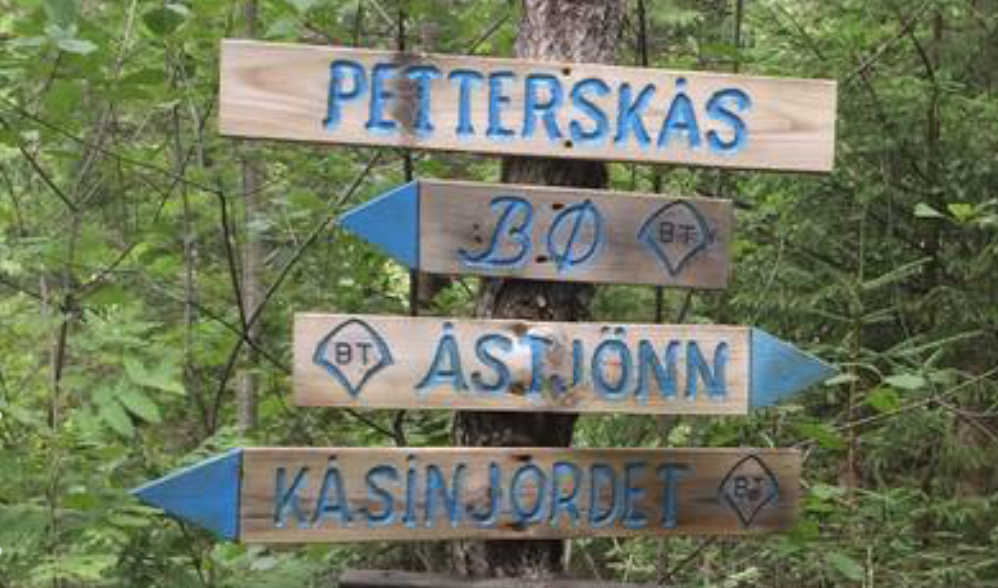 PETTERSKÅS
BØ BT
BT ÅSTJÖNN
KÅSINJORDET BT